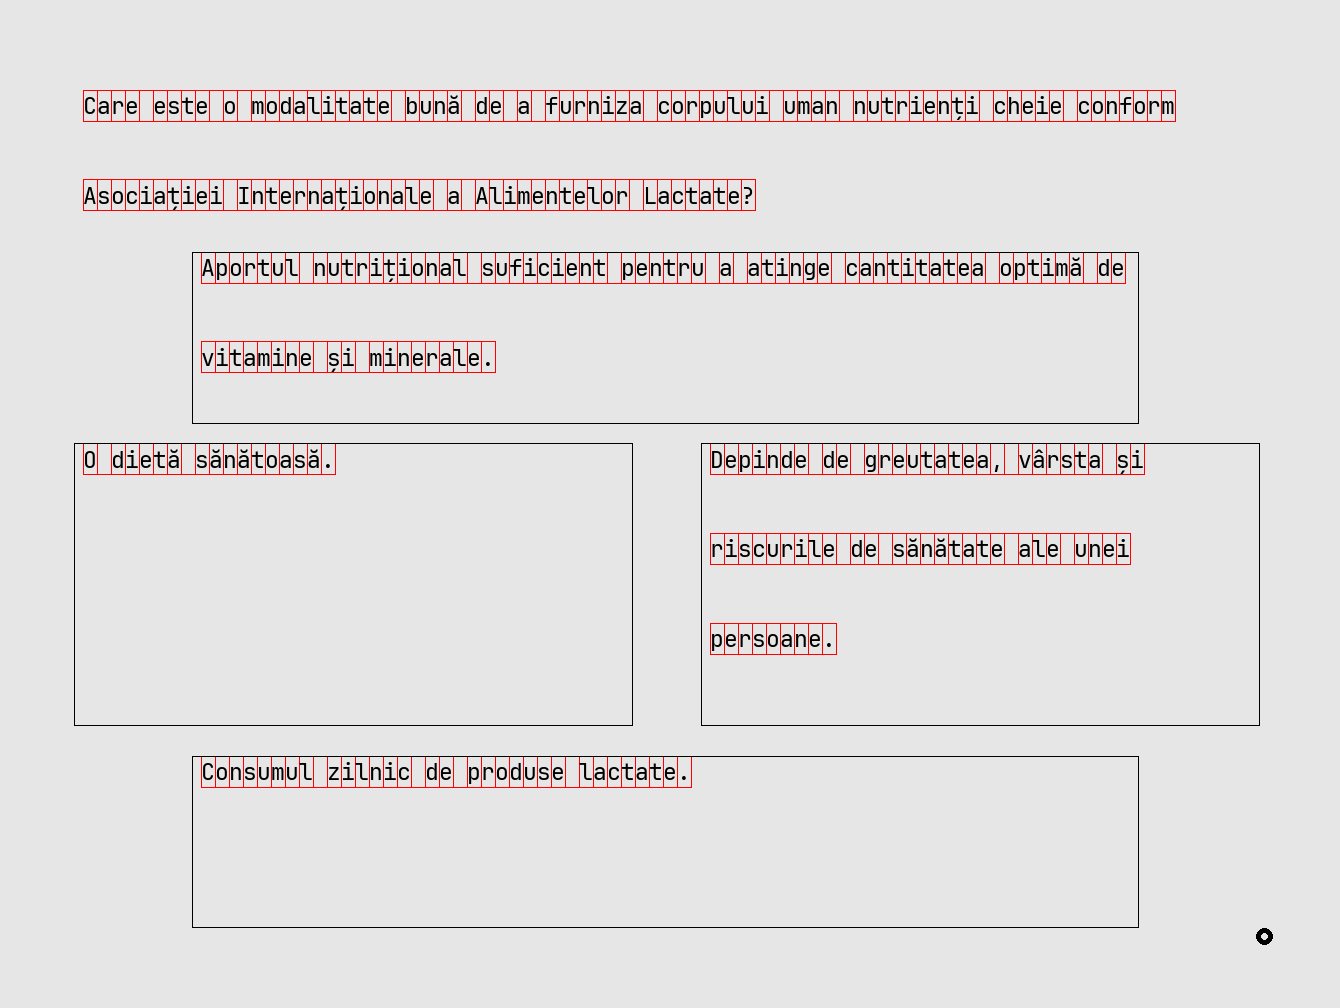 Care este o modalitate bună de a furniza corpului uman nutrienți cheie conform
Asociației Internaționale a Alimentelor Lactate?
Aportul nutrițional suficient pentru a atinge cantitatea optimă de
vitamine și minerale.
O dietă sănătoasă.
Depinde de greutatea, vârsta și
riscurile de sănătate ale unei
persoane.
Consumul zilnic de produse lactate.